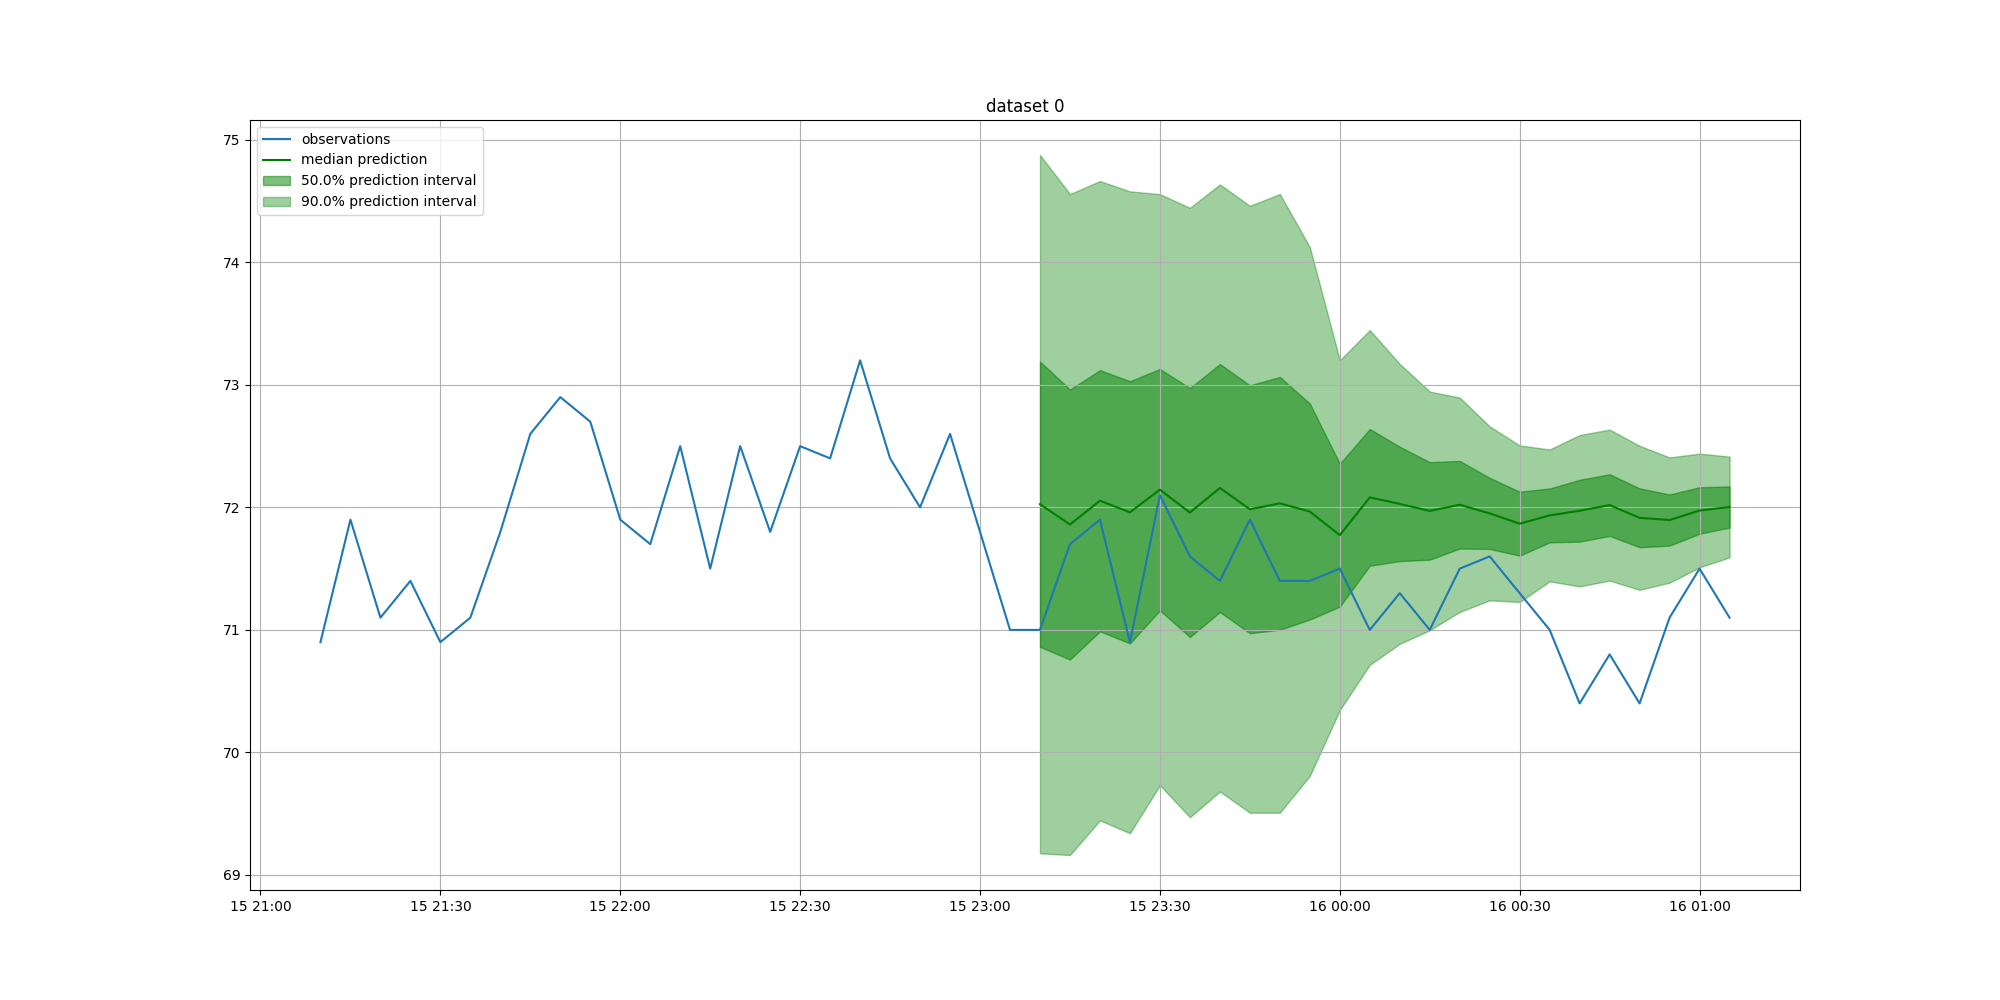 dataset 0
observations
median prediction
50.0% prediction interval
90.0% prediction interval
75
74
73
72
71
70
69
15 21:00 15 21:30 15 22:00 15 22:30 15 23:00 15 23:30 16 00:00 16 00:30 16 01:00